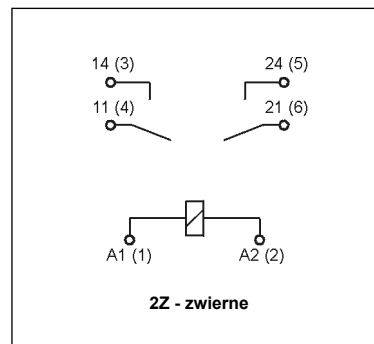 14 (3) 24 (5)
11 (4) 21 (6)
A1 (1) A2 (2)
2Z - zwierne